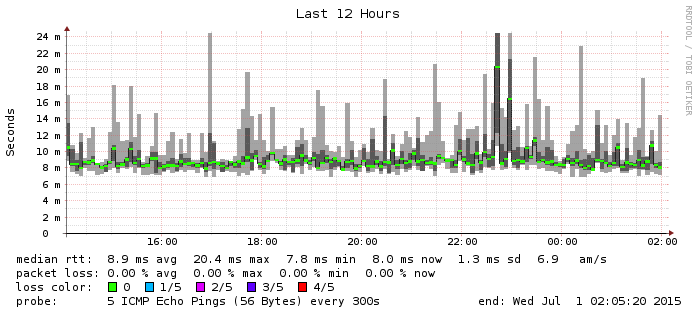 Last 12 Hours
RRDTOOL / TOBI OETIKER
Seconds
24 m
22 m
20 m
18 m
16 m
14 m
12 m
10 m
8 m
6 m
4 m
2 m
0
16:00 18:00 20:00 22:00 00:00 02:00
median rtt: 8.9 ms avg 20.4 ms max 7.8 ms min 8.0 ms now 1.3 ms sd 6.9 am/s
packet loss: 0.00 % avg 0.00 % max 0.00 % min 0.00 % now
loss color: 0 1/5 2/5 3/5 4/5
probe: 5 ICMP Echo Pings (56 Bytes) every 300s end: Wed Jul 1 02:05:20 2015